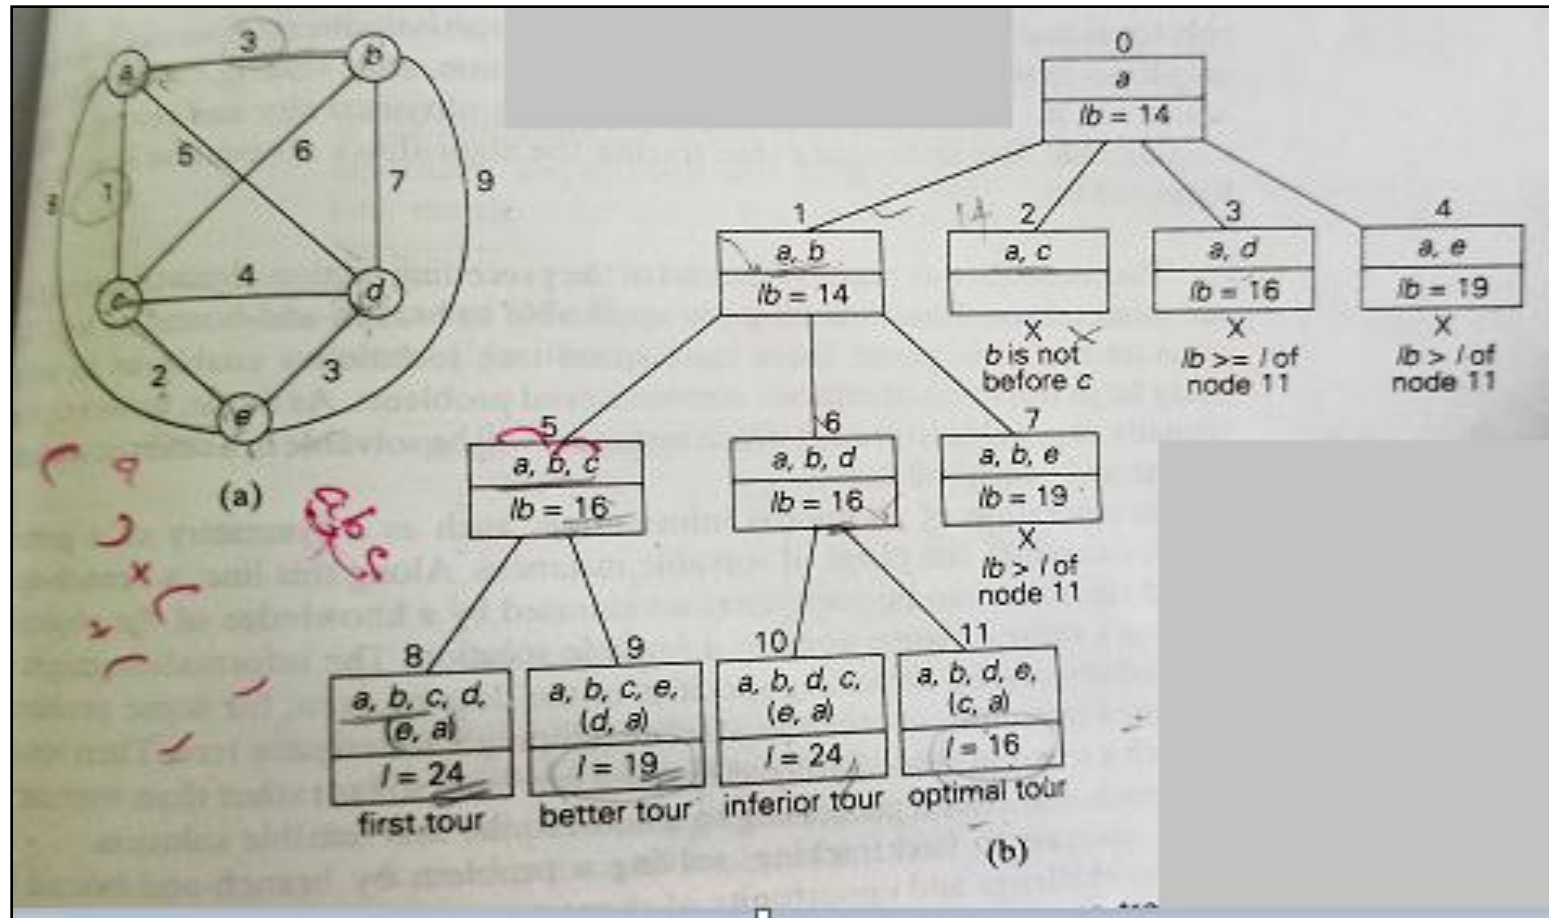 3
a
b
5
6
1
7
9
8
c
4
d
2
3
e
(a)
0
a
lb = 14
1
a, b
lb = 14
14
2
a, c
X
b is not
before c
3
a, d
lb = 16
X
lb >= l of
node 11
4
a, e
lb = 19
X
lb > l of
node 11
5
a, b, c
lb = 16
6
a, b, d
lb = 16
7
a, b, e
lb = 19
X
lb > l of
node 11
8
a, b, c, d,
(e, a)
l = 24
first tour
9
a, b, c, e,
(d, a)
l = 19
better tour
10
a, b, d, c,
(e, a)
l = 24
inferior tour
11
a, b, d, e,
(c, a)
l = 16
optimal tour
(b)